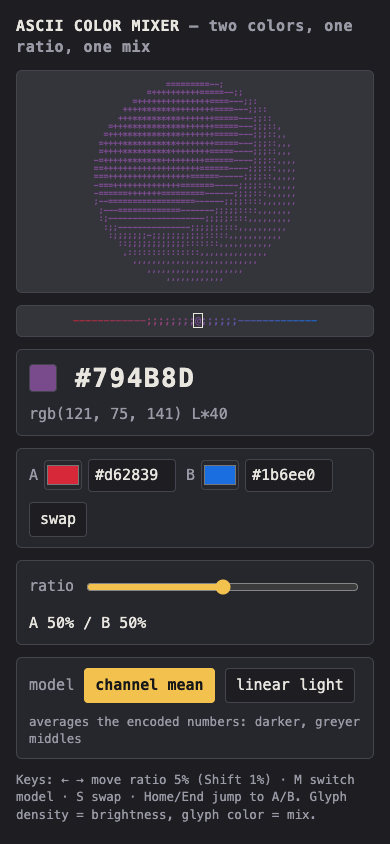 ASCII COLOR MIXER — two colors, one
ratio, one mix
#794B8D
rgb(121, 75, 141) L*40
A #d62839 B #1b6ee0
swap
ratio
A 50% / B 50%
model channel mean linear light
averages the encoded numbers: darker, greyer
middles
Keys: ← → move ratio 5% (Shift 1%) · M switch
model · S swap · Home/End jump to A/B. Glyph
density = brightness, glyph color = mix.